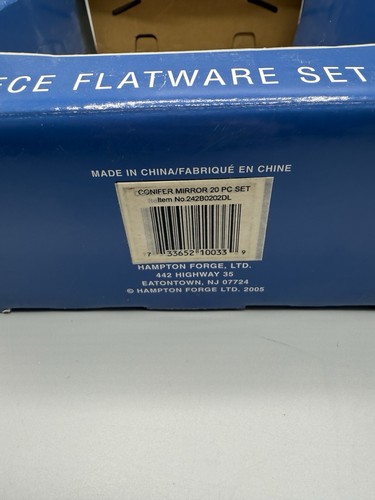 ECE FLATWARE SET
MADE IN CHINA/FABRIQUÉ EN CHINE
CONIFER MIRROR 20 PC SET
Item No.242B0202DL
7 33652 10033 9
HAMPTON FORGE, LTD.
442 HIGHWAY 35
EATONTOWN, NJ 07724
© HAMPTON FORGE LTD. 2005